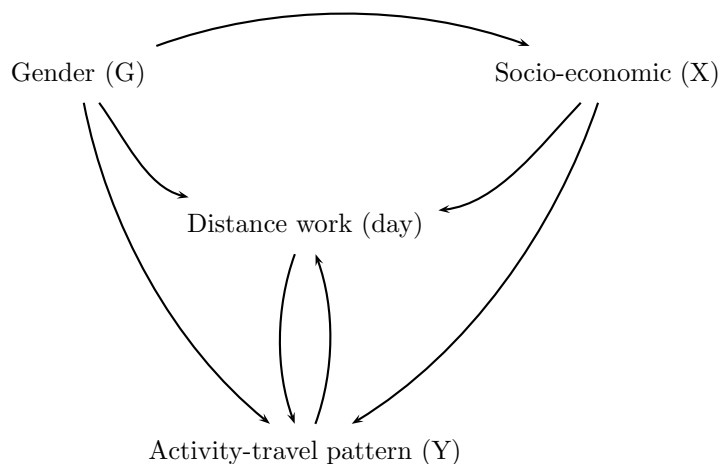 Gender (G)
Socio-economic (X)
Distance work (day)
Activity-travel pattern (Y)